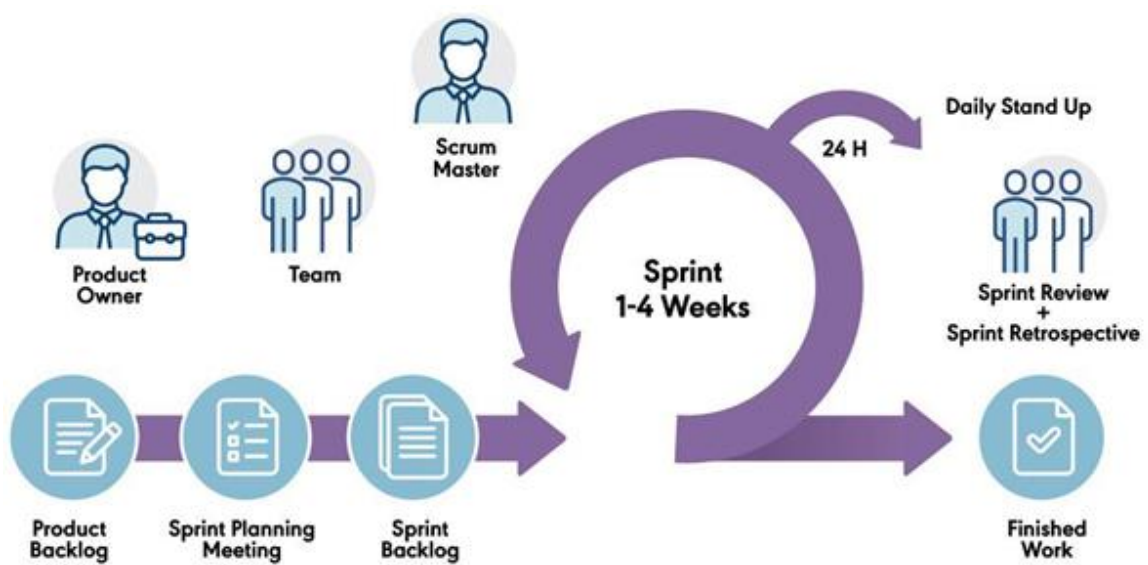 Scrum
Master
Product
Owner
Team
Daily Stand Up
24 H
Sprint
1-4 Weeks
Sprint Review
+
Sprint Retrospective
Product
Backlog
Sprint Planning
Meeting
Sprint
Backlog
Finished
Work